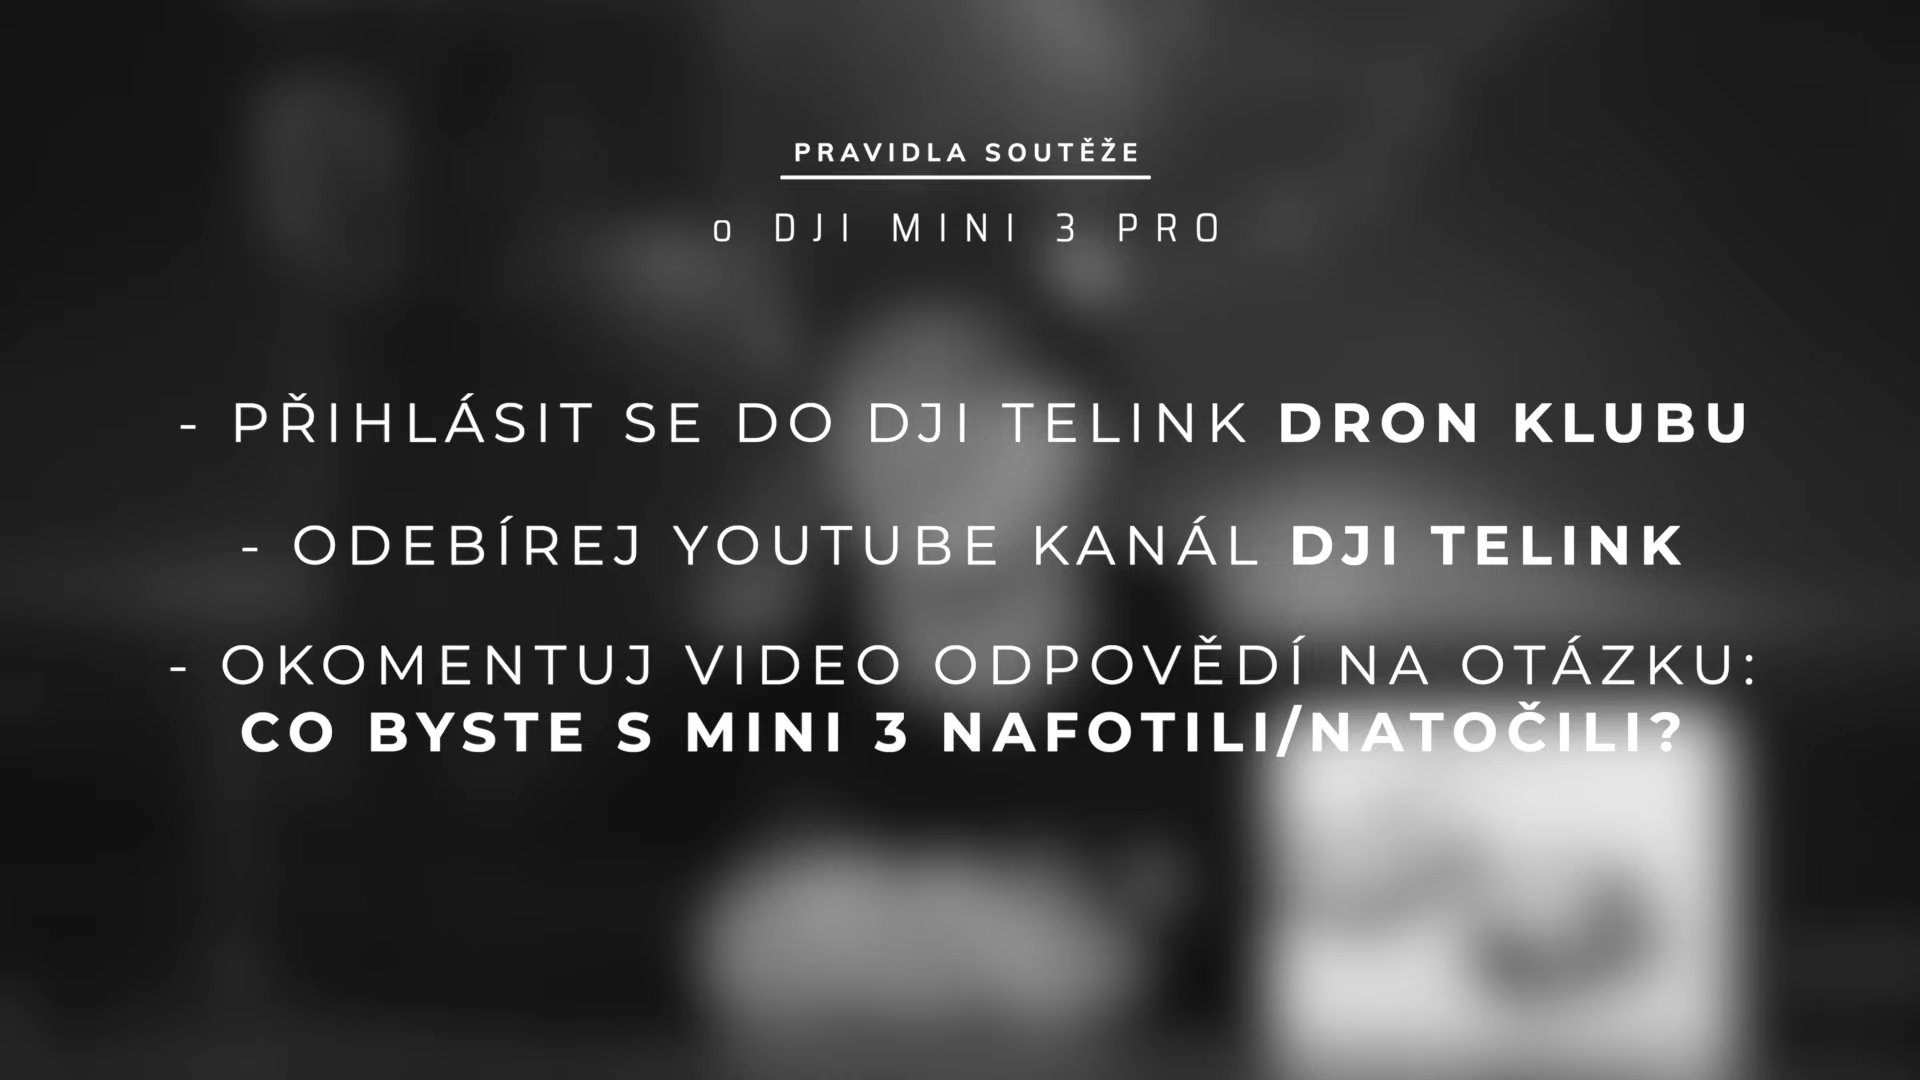 PRAVIDLA SOUTĚŽE
o DJI MINI 3 PRO
- PŘIHLÁSIT SE DO DJI TELINK DRON KLUBU
- ODEBÍREJ YOUTUBE KANÁL DJI TELINK
- OKOMENTUJ VIDEO ODPOVĚDÍ NA OTÁZKU:
CO BYSTE S MINI 3 NAFOTILI/NATOČILI?